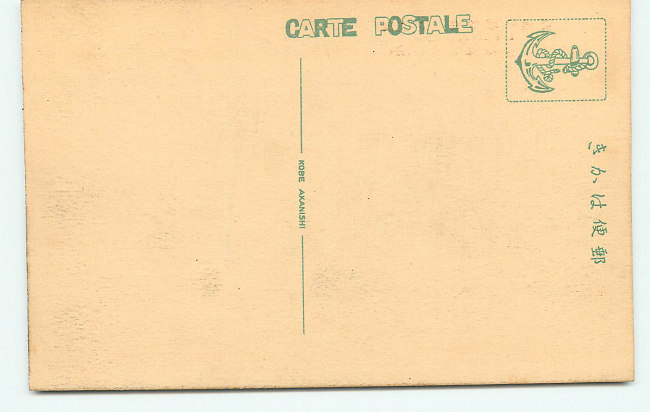 CARTE POSTALE
KOBE AKANISHI
郵便はかき